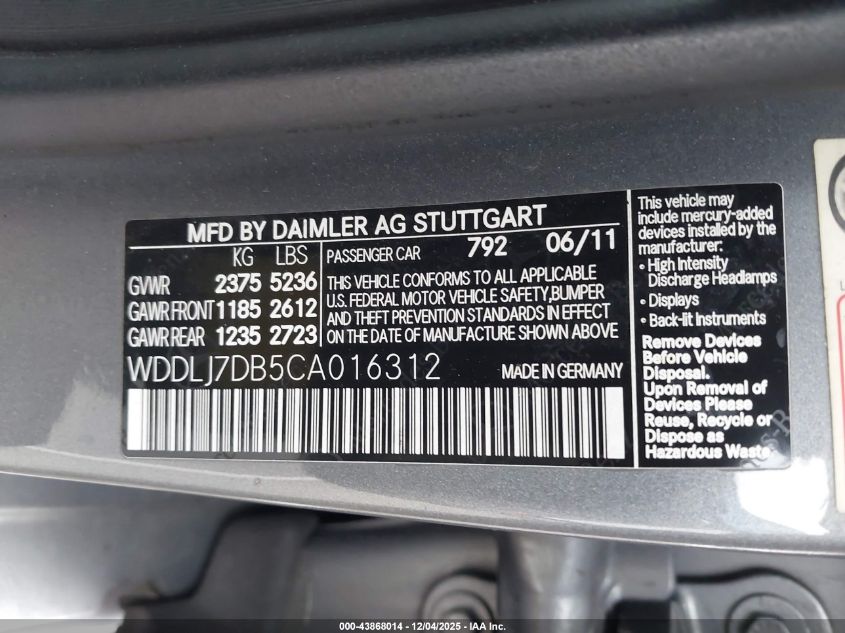 MFD BY DAIMLER AG STUTTGART
KG LBS
GVWR 2375 5236
GAWR FRONT 1185 2612
GAWR REAR 1235 2723
PASSENGER CAR 792 06/11
THIS VEHICLE CONFORMS TO ALL APPLICABLE
U.S. FEDERAL MOTOR VEHICLE SAFETY,BUMPER
AND THEFT PREVENTION STANDARDS IN EFFECT
ON THE DATE OF MANUFACTURE SHOWN ABOVE
WDDLJ7DB5CA016312 MADE IN GERMANY
This vehicle may
include mercury-added
devices installed by the
manufacturer:
• High Intensity
Discharge Headlamps
• Displays
• Back-lit Instruments
Remove Devices
Before Vehicle
Disposal.
Upon Removal of
Devices Please
Reuse, Recycle or
Dispose as
Hazardous Waste.
000-43868014 - 12/04/2025 - IAA Inc.